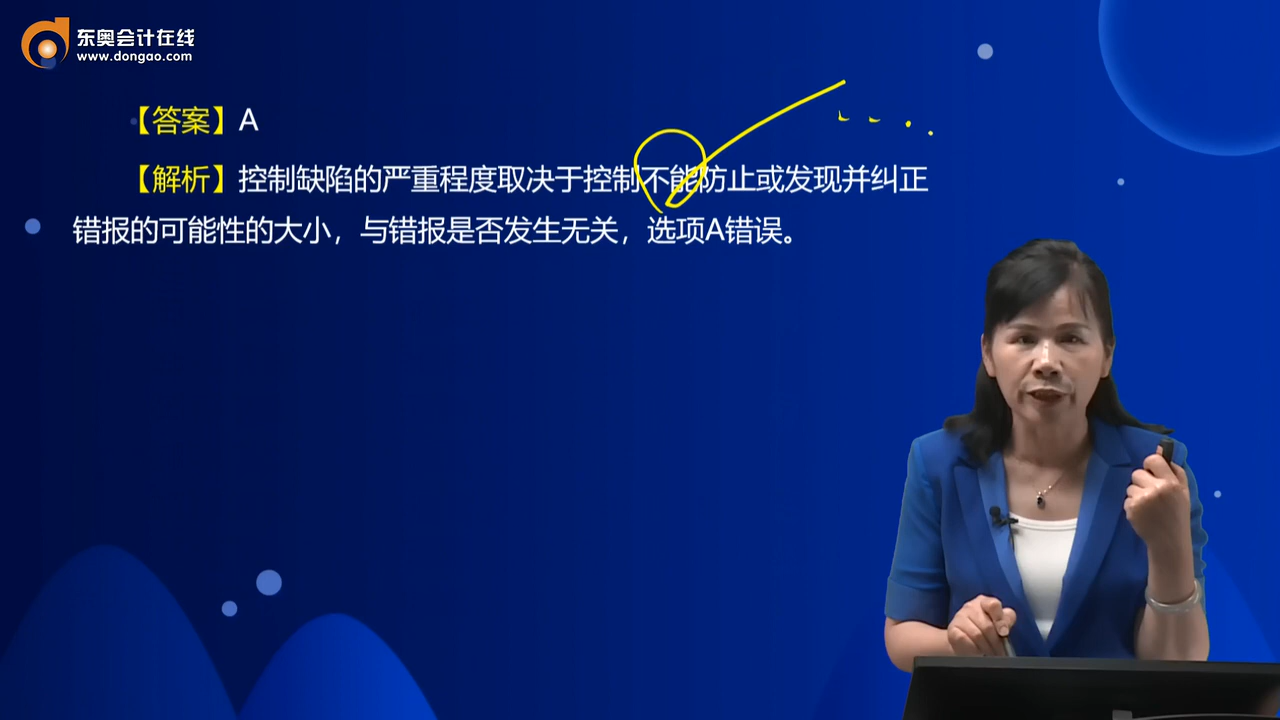 东奥会计在线
www.dongao.com
【答案】A
【解析】控制缺陷的严重程度取决于控制不能防止或发现并纠正
错报的可能性的大小，与错报是否发生无关，选项A错误。